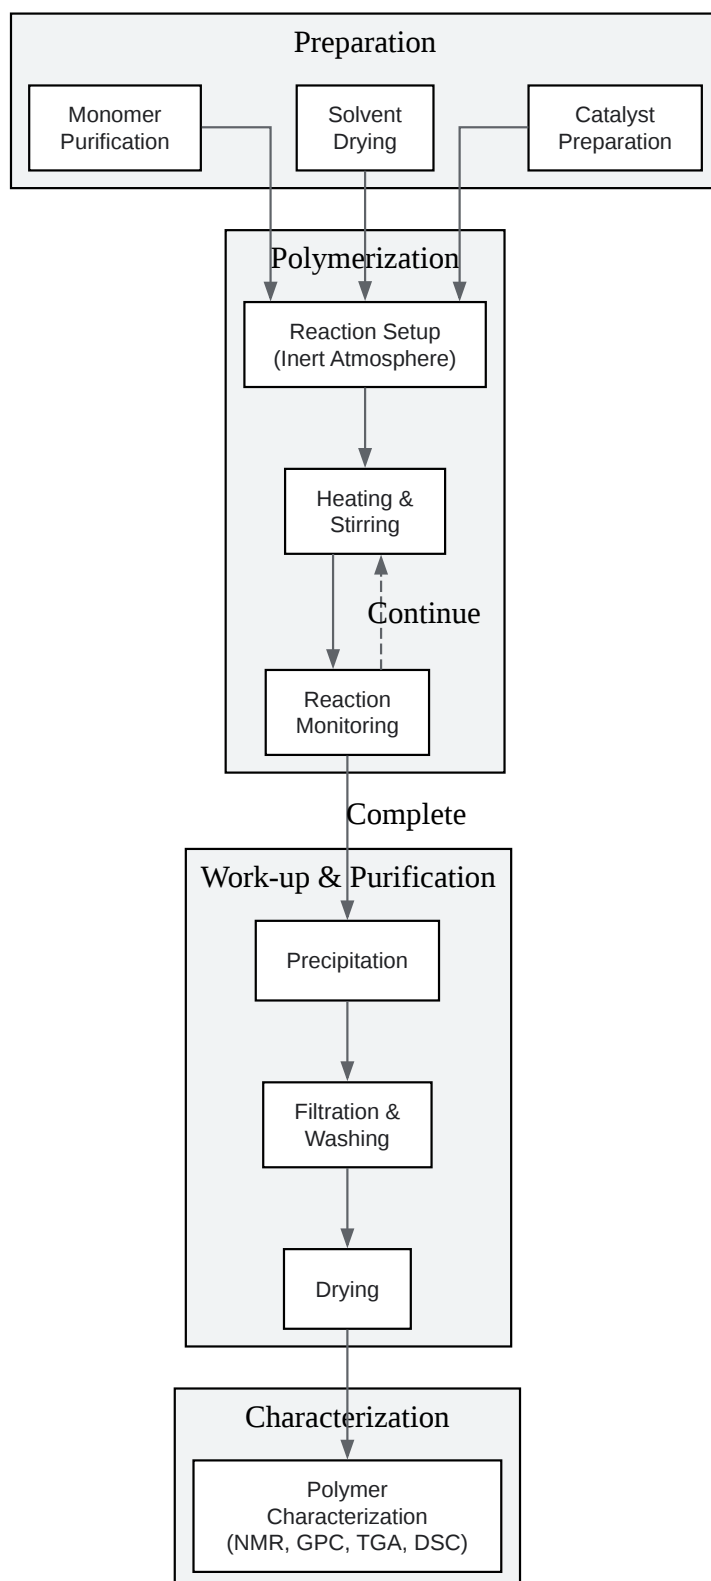 Preparation
Monomer
Purification
Solvent
Drying
Catalyst
Preparation
Polymerization
Reaction Setup
(Inert Atmosphere)
Heating &
Stirring
Continue
Reaction
Monitoring
Complete
Work-up & Purification
Precipitation
Filtration &
Washing
Drying
Characterization
Polymer
Characterization
(NMR, GPC, TGA, DSC)